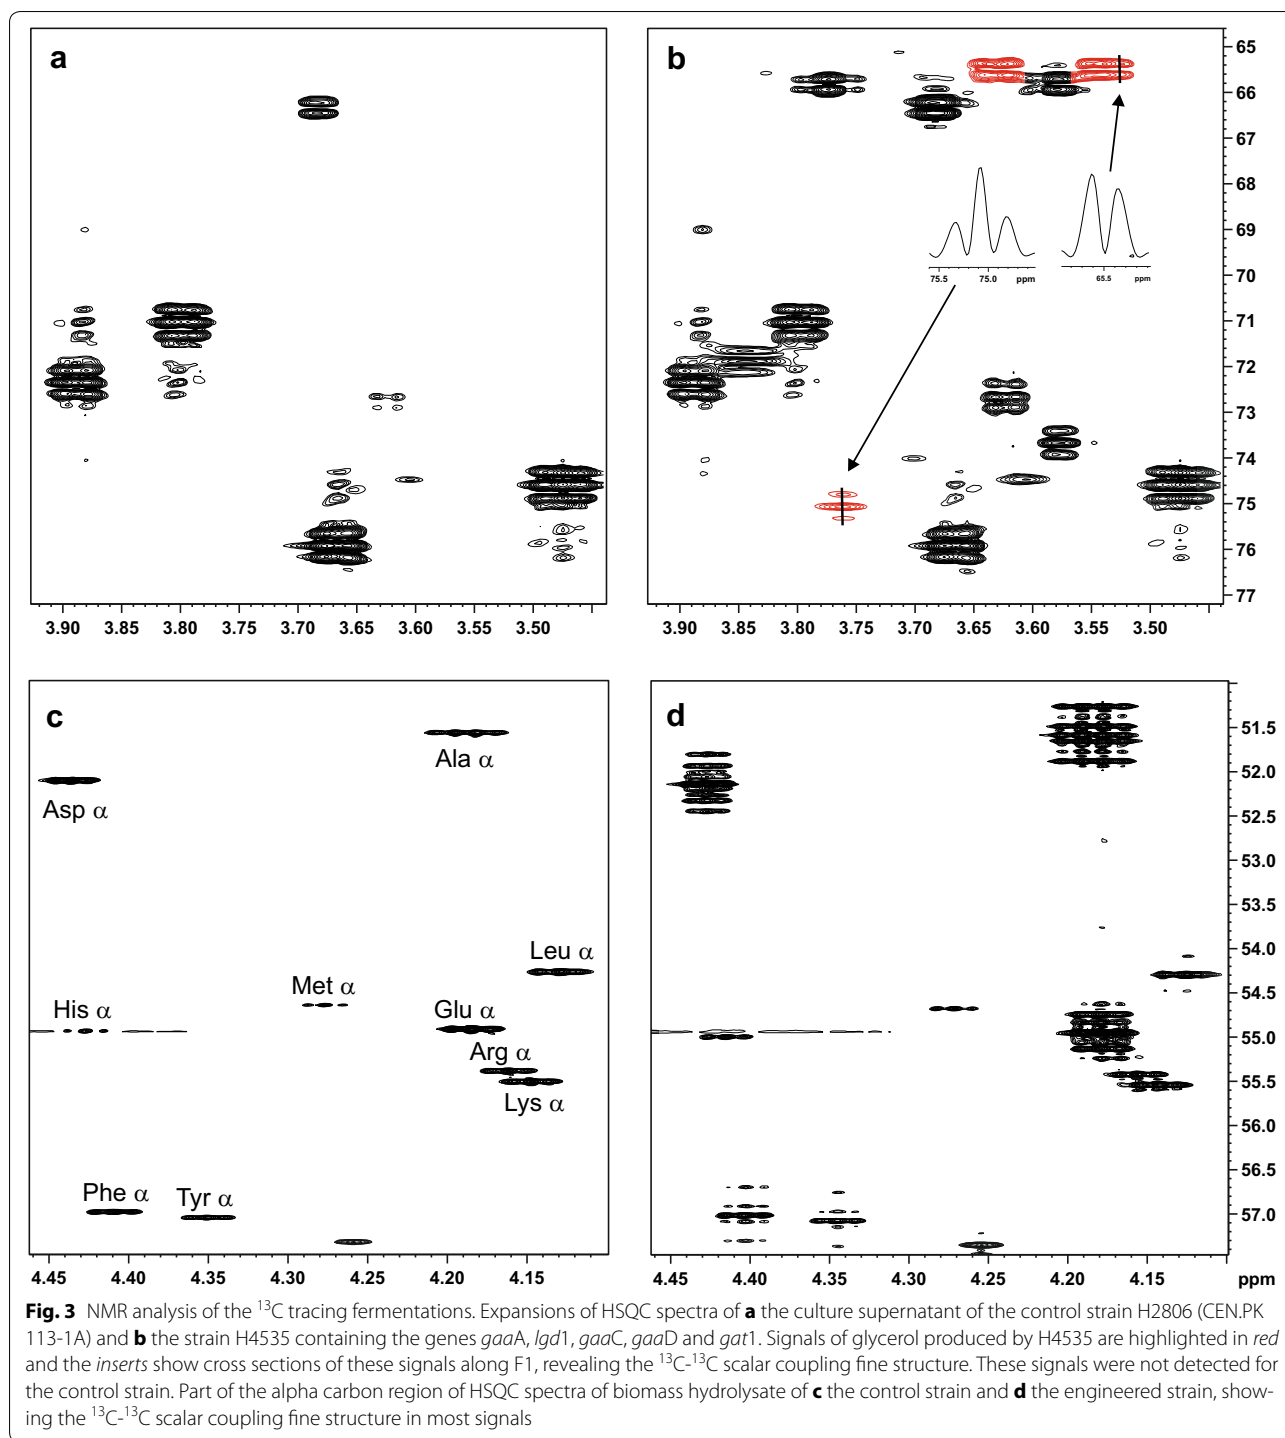 a
b
65
66
67
68
69
70
71
72
73
74
75
76
77
75.5 75.0 ppm
65.5 ppm
3.90 3.85 3.80 3.75 3.70 3.65 3.60 3.55 3.50
3.90 3.85 3.80 3.75 3.70 3.65 3.60 3.55 3.50
c
Ala α
Asp α
Leu α
Met α
His α
Glu α
Arg α
Lys α
Phe α
Tyr α
d
51.5
52.0
52.5
53.0
53.5
54.0
54.5
55.0
55.5
56.0
56.5
57.0
4.45 4.40 4.35 4.30 4.25 4.20 4.15
4.45 4.40 4.35 4.30 4.25 4.20 4.15 ppm
Fig. 3 NMR analysis of the ¹³C tracing fermentations. Expansions of HSQC spectra of a the culture supernatant of the control strain H2806 (CEN.PK
113-1A) and b the strain H4535 containing the genes gaaA, lgd1, gaaC, gaaD and gat1. Signals of glycerol produced by H4535 are highlighted in red
and the inserts show cross sections of these signals along F1, revealing the ¹³C-¹³C scalar coupling fine structure. These signals were not detected for
the control strain. Part of the alpha carbon region of HSQC spectra of biomass hydrolysate of c the control strain and d the engineered strain, show-
ing the ¹³C-¹³C scalar coupling fine structure in most signals